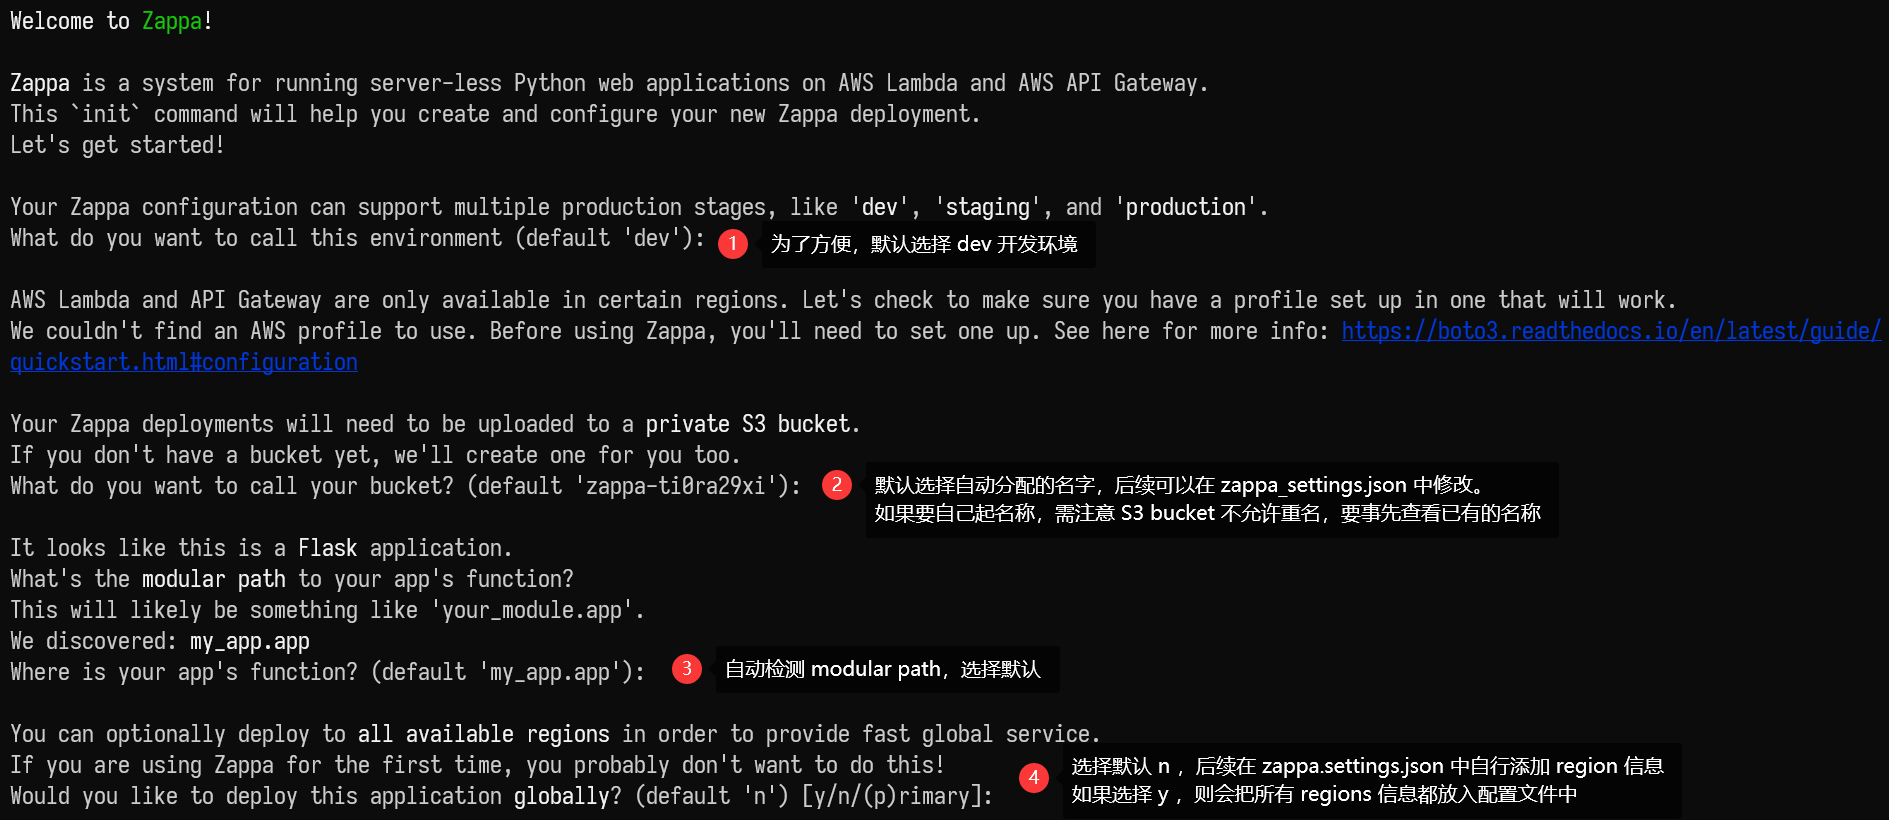 Welcome to Zappa!
Zappa is a system for running server-less Python web applications on AWS Lambda and AWS API Gateway.
This `init` command will help you create and configure your new Zappa deployment.
Let's get started!
Your Zappa configuration can support multiple production stages, like 'dev', 'staging', and 'production'.
What do you want to call this environment (default 'dev'):
1 为了方便，默认选择 dev 开发环境
AWS Lambda and API Gateway are only available in certain regions. Let's check to make sure you have a profile set up in one that will work.
We couldn't find an AWS profile to use. Before using Zappa, you'll need to set one up. See here for more info: https://boto3.readthedocs.io/en/latest/guide/
quickstart.html#configuration
Your Zappa deployments will need to be uploaded to a private S3 bucket.
If you don't have a bucket yet, we'll create one for you too.
What do you want to call your bucket? (default 'zappa-ti0ra29xi'):
2 默认选择自动分配的名字，后续可以在 zappa_settings.json 中修改。
如果要自己起名称，需注意 S3 bucket 不允许重名，要事先查看已有的名称
It looks like this is a Flask application.
What's the modular path to your app's function?
This will likely be something like 'your_module.app'.
We discovered: my_app.app
Where is your app's function? (default 'my_app.app'):
3 自动检测 modular path，选择默认
You can optionally deploy to all available regions in order to provide fast global service.
If you are using Zappa for the first time, you probably don't want to do this!
Would you like to deploy this application globally? (default 'n') [y/n/(p)rimary]:
4 选择默认 n ，后续在 zappa.settings.json 中自行添加 region 信息
如果选择 y ，则会把所有 regions 信息都放入配置文件中